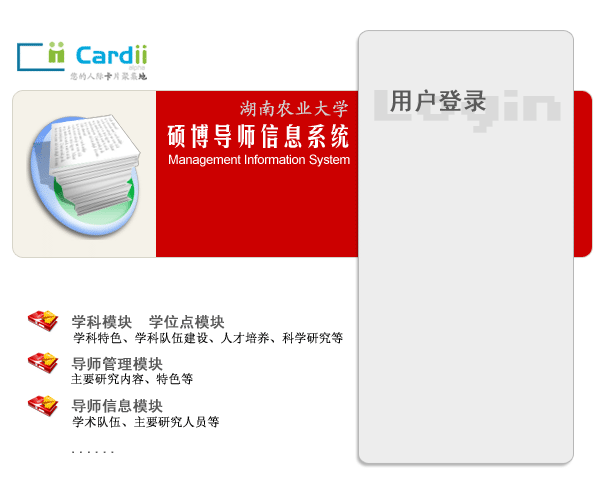 Cardii
您的人际卡片聚集地
湖南农业大学
硕博导师信息系统
Management Information System
Login
用户登录
学科模块 学位点模块
学科特色、学科队伍建设、人才培养、科学研究等
导师管理模块
主要研究内容、特色等
导师信息模块
学术队伍、主要研究人员等
. . . . . .